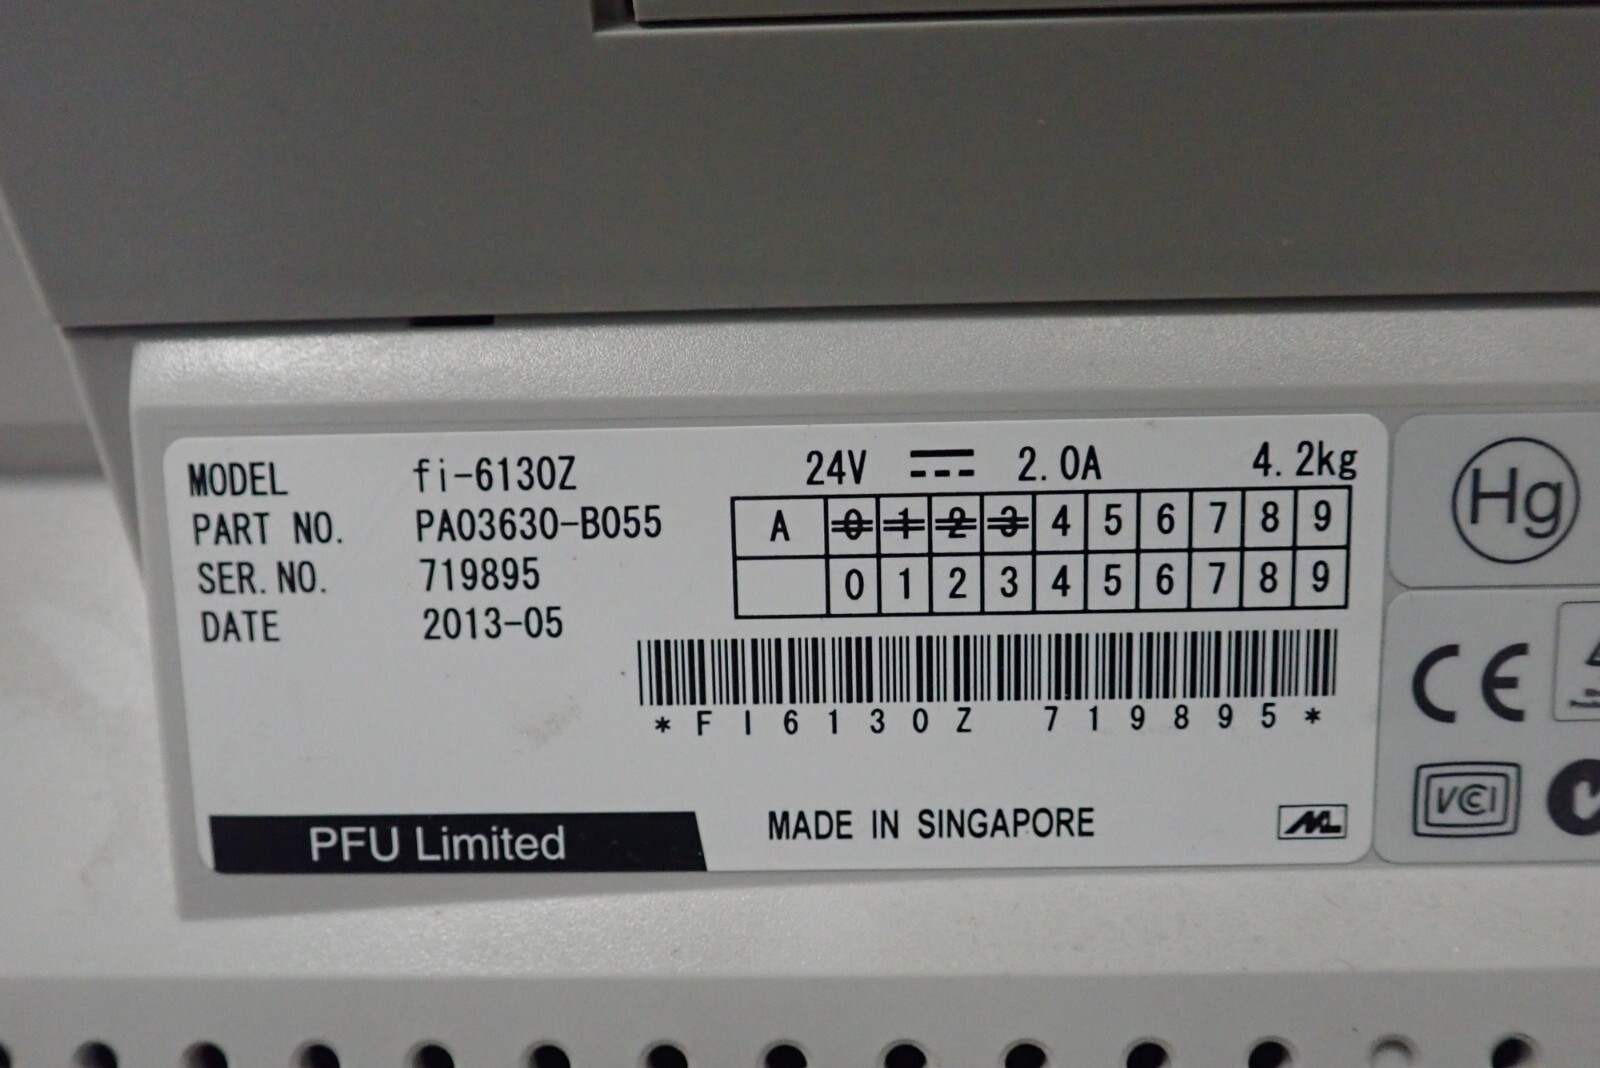 MODEL fi-6130Z 24V 2.0A 4.2kg
PART NO. PA03630-B055
SER. NO. 719895
DATE 2013-05
A 0 1 2 3 4 5 6 7 8 9
0 1 2 3 4 5 6 7 8 9
*FI6130Z 719895*
PFU Limited
MADE IN SINGAPORE
Hg
CE
VCCI